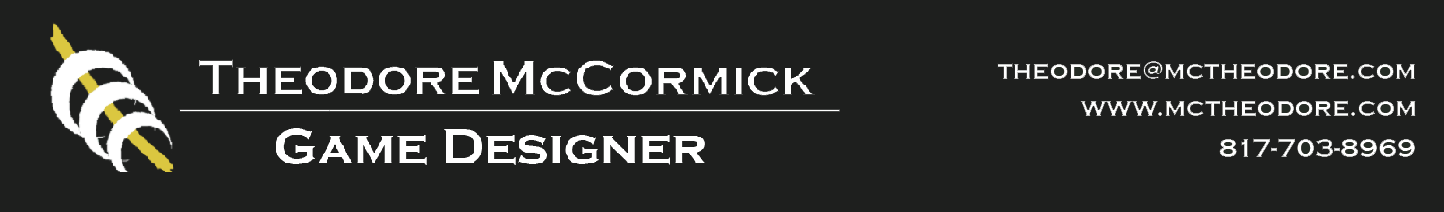 THEODORE MCCORMICK
GAME DESIGNER
THEODORE@MCTHEODORE.COM
WWW.MCTHEODORE.COM
817-703-8969